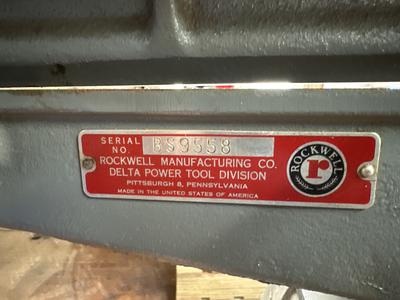 SERIAL NO. BS9558
ROCKWELL MANUFACTURING CO.
DELTA POWER TOOL DIVISION
PITTSBURGH 8, PENNSYLVANIA
MADE IN THE UNITED STATES OF AMERICA
ROCKWELL
r